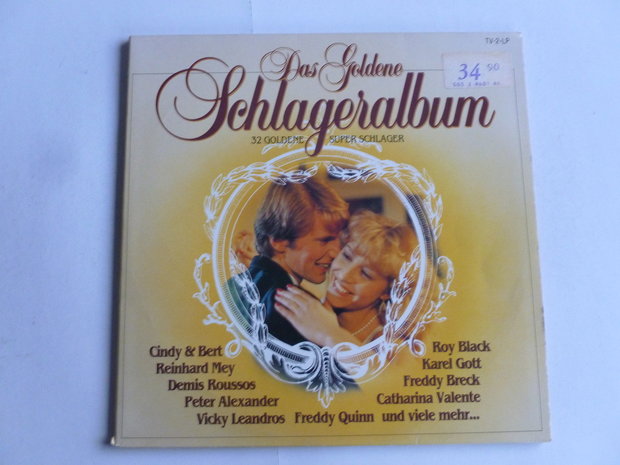 TV-2-LP
Das Goldene
34 90
Schlageralbum
32 GOLDENE SUPER SCHLAGER
Cindy & Bert
Reinhard Mey
Demis Roussos
Peter Alexander
Vicky Leandros
Roy Black
Karel Gott
Freddy Breck
Catharina Valente
Freddy Quinn und viele mehr...